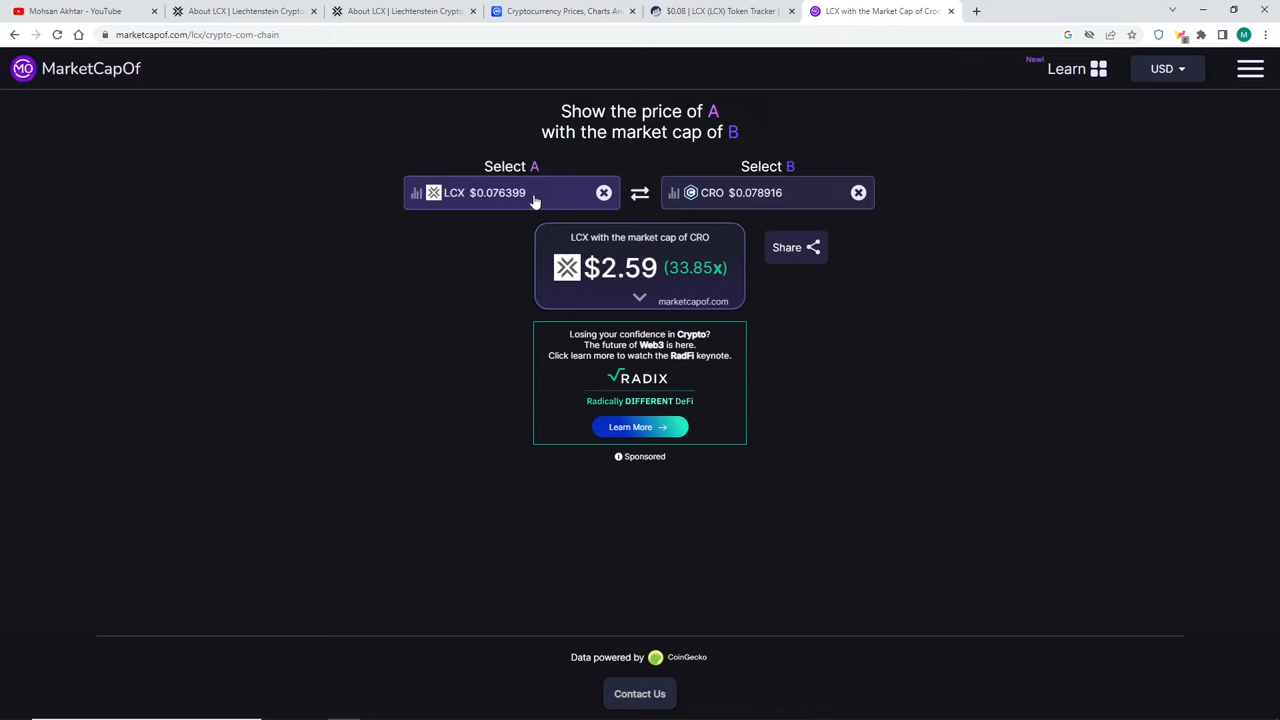 Mohsan Akhtar - YouTube
About LCX | Liechtenstein Crypto
About LCX | Liechtenstein Crypto
Cryptocurrency Prices, Charts An
$0.08 | LCX (LCX) Token Tracker |
LCX with the Market Cap of Cron
marketcapof.com/lcx/crypto-com-chain
M
MO MarketCapOf
New!
Learn
USD
Show the price of A
with the market cap of B
Select A
Select B
LCX $0.076399
CRO $0.078916
LCX with the market cap of CRO
$2.59 (33.85x)
marketcapof.com
Share
Losing your confidence in Crypto?
The future of Web3 is here.
Click learn more to watch the RadFi keynote.
RADIX
Radically DIFFERENT DeFi
Learn More →
Sponsored
Data powered by CoinGecko
Contact Us